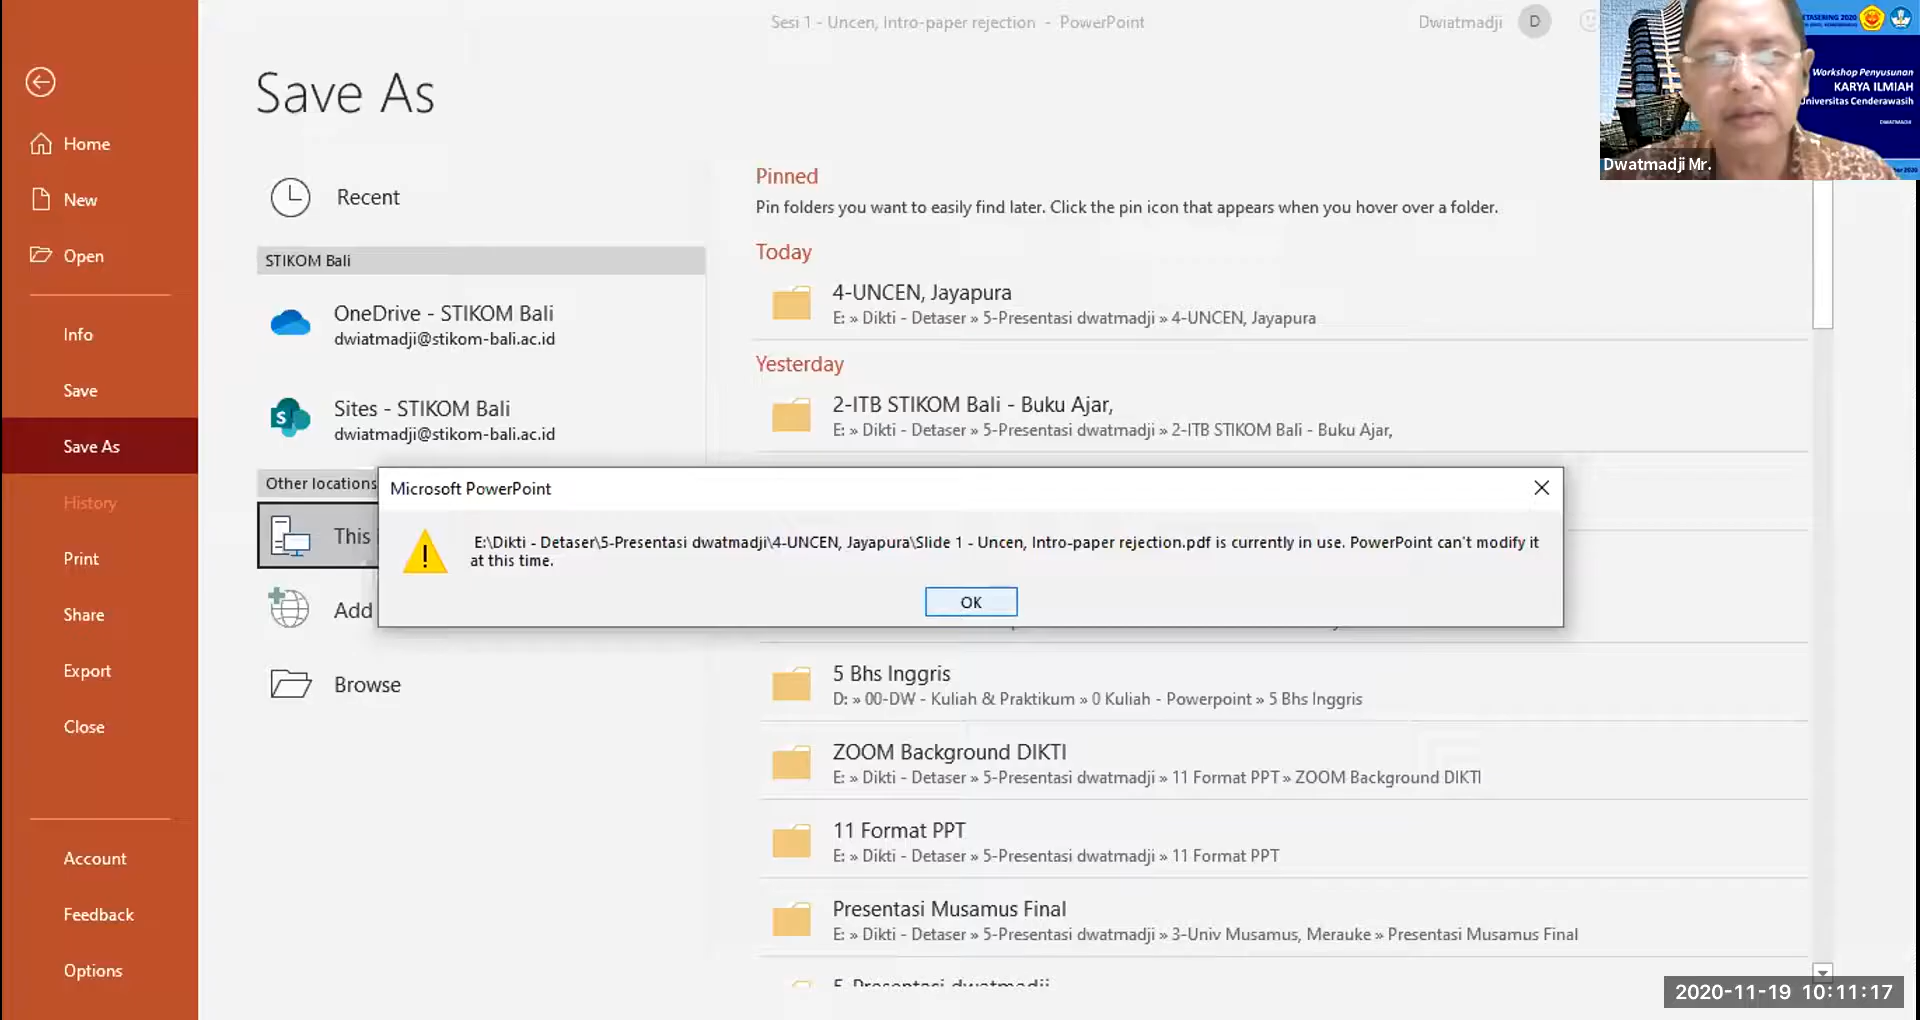 Sesi 1 - Uncen, Intro-paper rejection - PowerPoint
Dwiatmadji
D
DETASERING 2020
Workshop Penyusunan
KARYA ILMIAH
Universitas Cenderawasih
DWIATMADJI
Dwatmadji Mr.
Home
New
Open
Info
Save
Save As
History
Print
Share
Export
Close
Account
Feedback
Options
Save As
Recent
STIKOM Bali
OneDrive - STIKOM Bali
dwiatmadji@stikom-bali.ac.id
Sites - STIKOM Bali
dwiatmadji@stikom-bali.ac.id
Other locations
This
Add
Browse
Pinned
Pin folders you want to easily find later. Click the pin icon that appears when you hover over a folder.
Today
4-UNCEN, Jayapura
E: » Dikti - Detaser » 5-Presentasi dwatmadji » 4-UNCEN, Jayapura
Yesterday
2-ITB STIKOM Bali - Buku Ajar,
E: » Dikti - Detaser » 5-Presentasi dwatmadji » 2-ITB STIKOM Bali - Buku Ajar,
Microsoft PowerPoint
E:\Dikti - Detaser\5-Presentasi dwatmadji\4-UNCEN, Jayapura\Slide 1 - Uncen, Intro-paper rejection.pdf is currently in use. PowerPoint can't modify it
at this time.
OK
5 Bhs Inggris
D: » 00-DW - Kuliah & Praktikum » 0 Kuliah - Powerpoint » 5 Bhs Inggris
ZOOM Background DIKTI
E: » Dikti - Detaser » 5-Presentasi dwatmadji » 11 Format PPT » ZOOM Background DIKTI
11 Format PPT
E: » Dikti - Detaser » 5-Presentasi dwatmadji » 11 Format PPT
Presentasi Musamus Final
E: » Dikti - Detaser » 5-Presentasi dwatmadji » 3-Univ Musamus, Merauke » Presentasi Musamus Final
5-Presentasi dwatmadji
2020-11-19 10:11:17